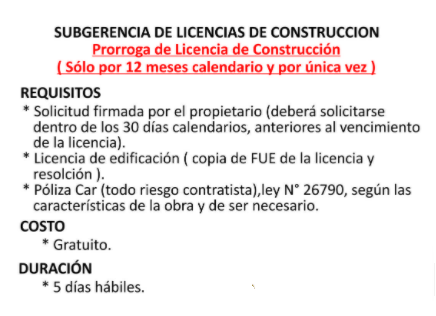 SUBGERENCIA DE LICENCIAS DE CONSTRUCCION
Prorroga de Licencia de Construcción
( Sólo por 12 meses calendario y por única vez )
REQUISITOS
* Solicitud firmada por el propietario (deberá solicitarse
dentro de los 30 días calendarios, anteriores al vencimiento
de la licencia).
* Licencia de edificación ( copia de FUE de la licencia y
resolción ).
* Póliza Car (todo riesgo contratista),ley N° 26790, según las
características de la obra y de ser necesario.
COSTO
* Gratuito.
DURACIÓN
* 5 días hábiles.